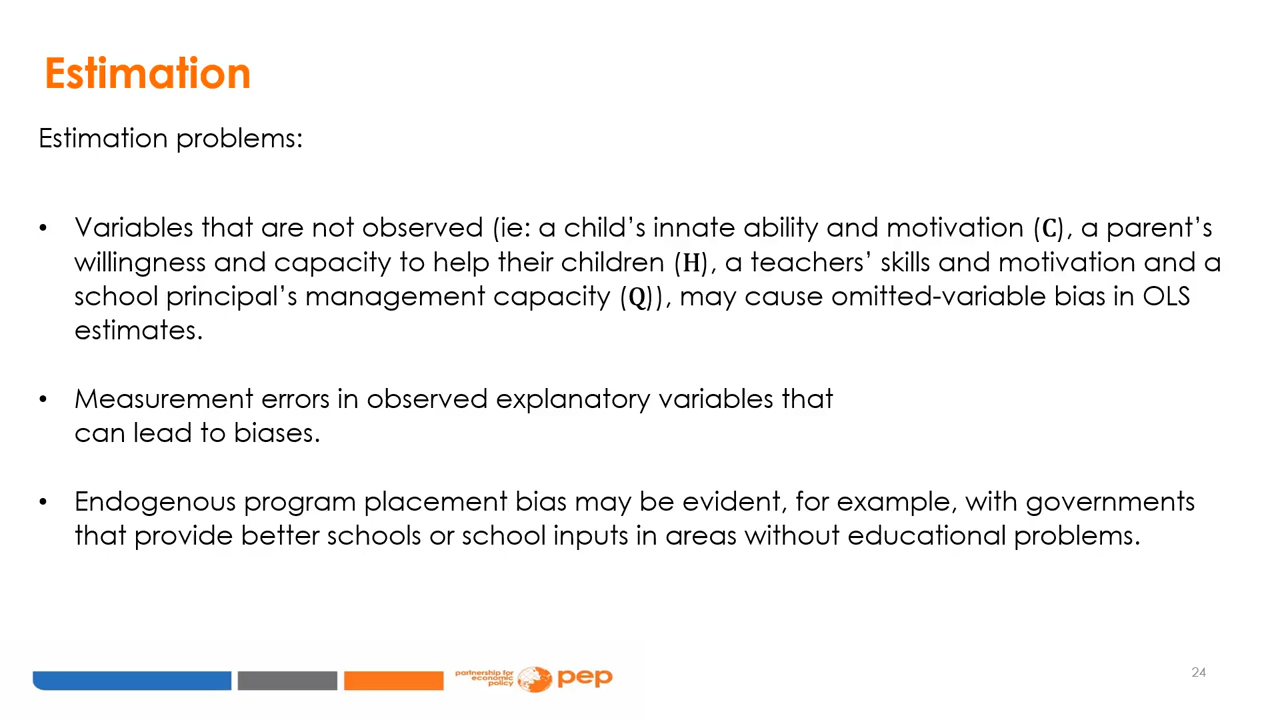 Estimation
Estimation problems:
• Variables that are not observed (ie: a child’s innate ability and motivation (C), a parent’s
willingness and capacity to help their children (H), a teachers’ skills and motivation and a
school principal’s management capacity (Q)), may cause omitted-variable bias in OLS
estimates.
• Measurement errors in observed explanatory variables that
can lead to biases.
• Endogenous program placement bias may be evident, for example, with governments
that provide better schools or school inputs in areas without educational problems.
partnership for
economic
policy
pep
24